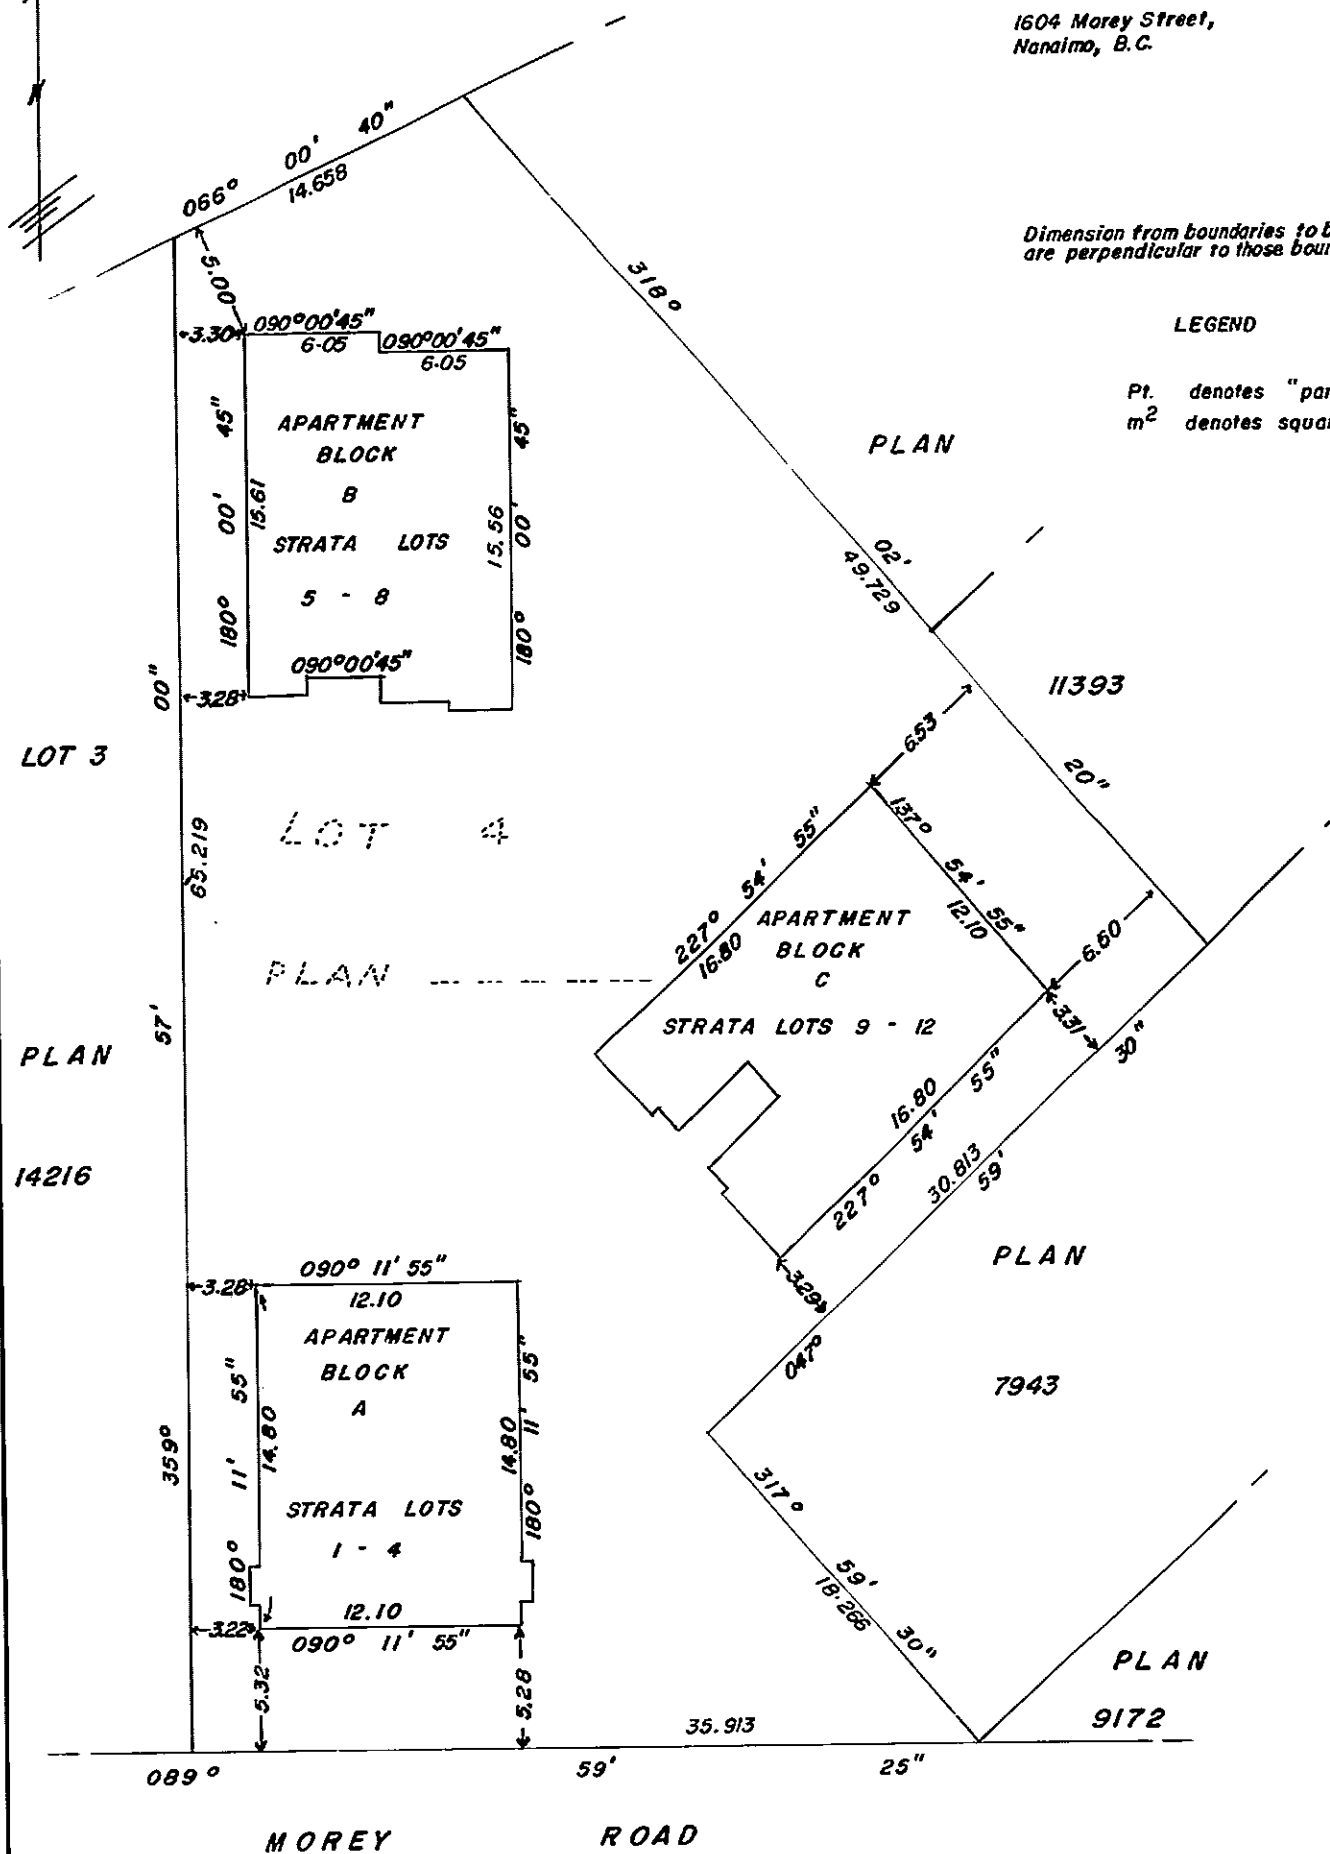 1604 Morey Street,
Nanaimo, B.C.
N
066° 00' 40"
14.658
5.00
318° 02' 20"
49.729
Dimension from boundaries to b
are perpendicular to those boun
LEGEND
Pt. denotes "par
m² denotes squar
3.30
090°00'45"
6.05
090°00'45"
6.05
180° 00' 45"
15.61
APARTMENT
BLOCK
B
STRATA LOTS
5 - 8
15.56
180° 00' 45"
090°00'45"
3.28
PLAN
11393
LOT 3
LOT 4
PLAN
PLAN
14216
359° 57' 00"
65.219
6.53
137° 54' 55"
12.10
227° 54' 55"
16.80
APARTMENT
BLOCK
C
STRATA LOTS 9 - 12
6.60
3.31
16.80
227° 54' 55"
30.813
047° 59' 30"
3.29
PLAN
7943
3.28
090° 11' 55"
12.10
APARTMENT
BLOCK
A
180° 11' 55"
14.80
14.80
180° 11' 55"
STRATA LOTS
1 - 4
12.10
090° 11' 55"
3.22
5.32
5.28
317° 59' 30"
18.266
PLAN
9172
35.913
089° 59' 25"
MOREY ROAD